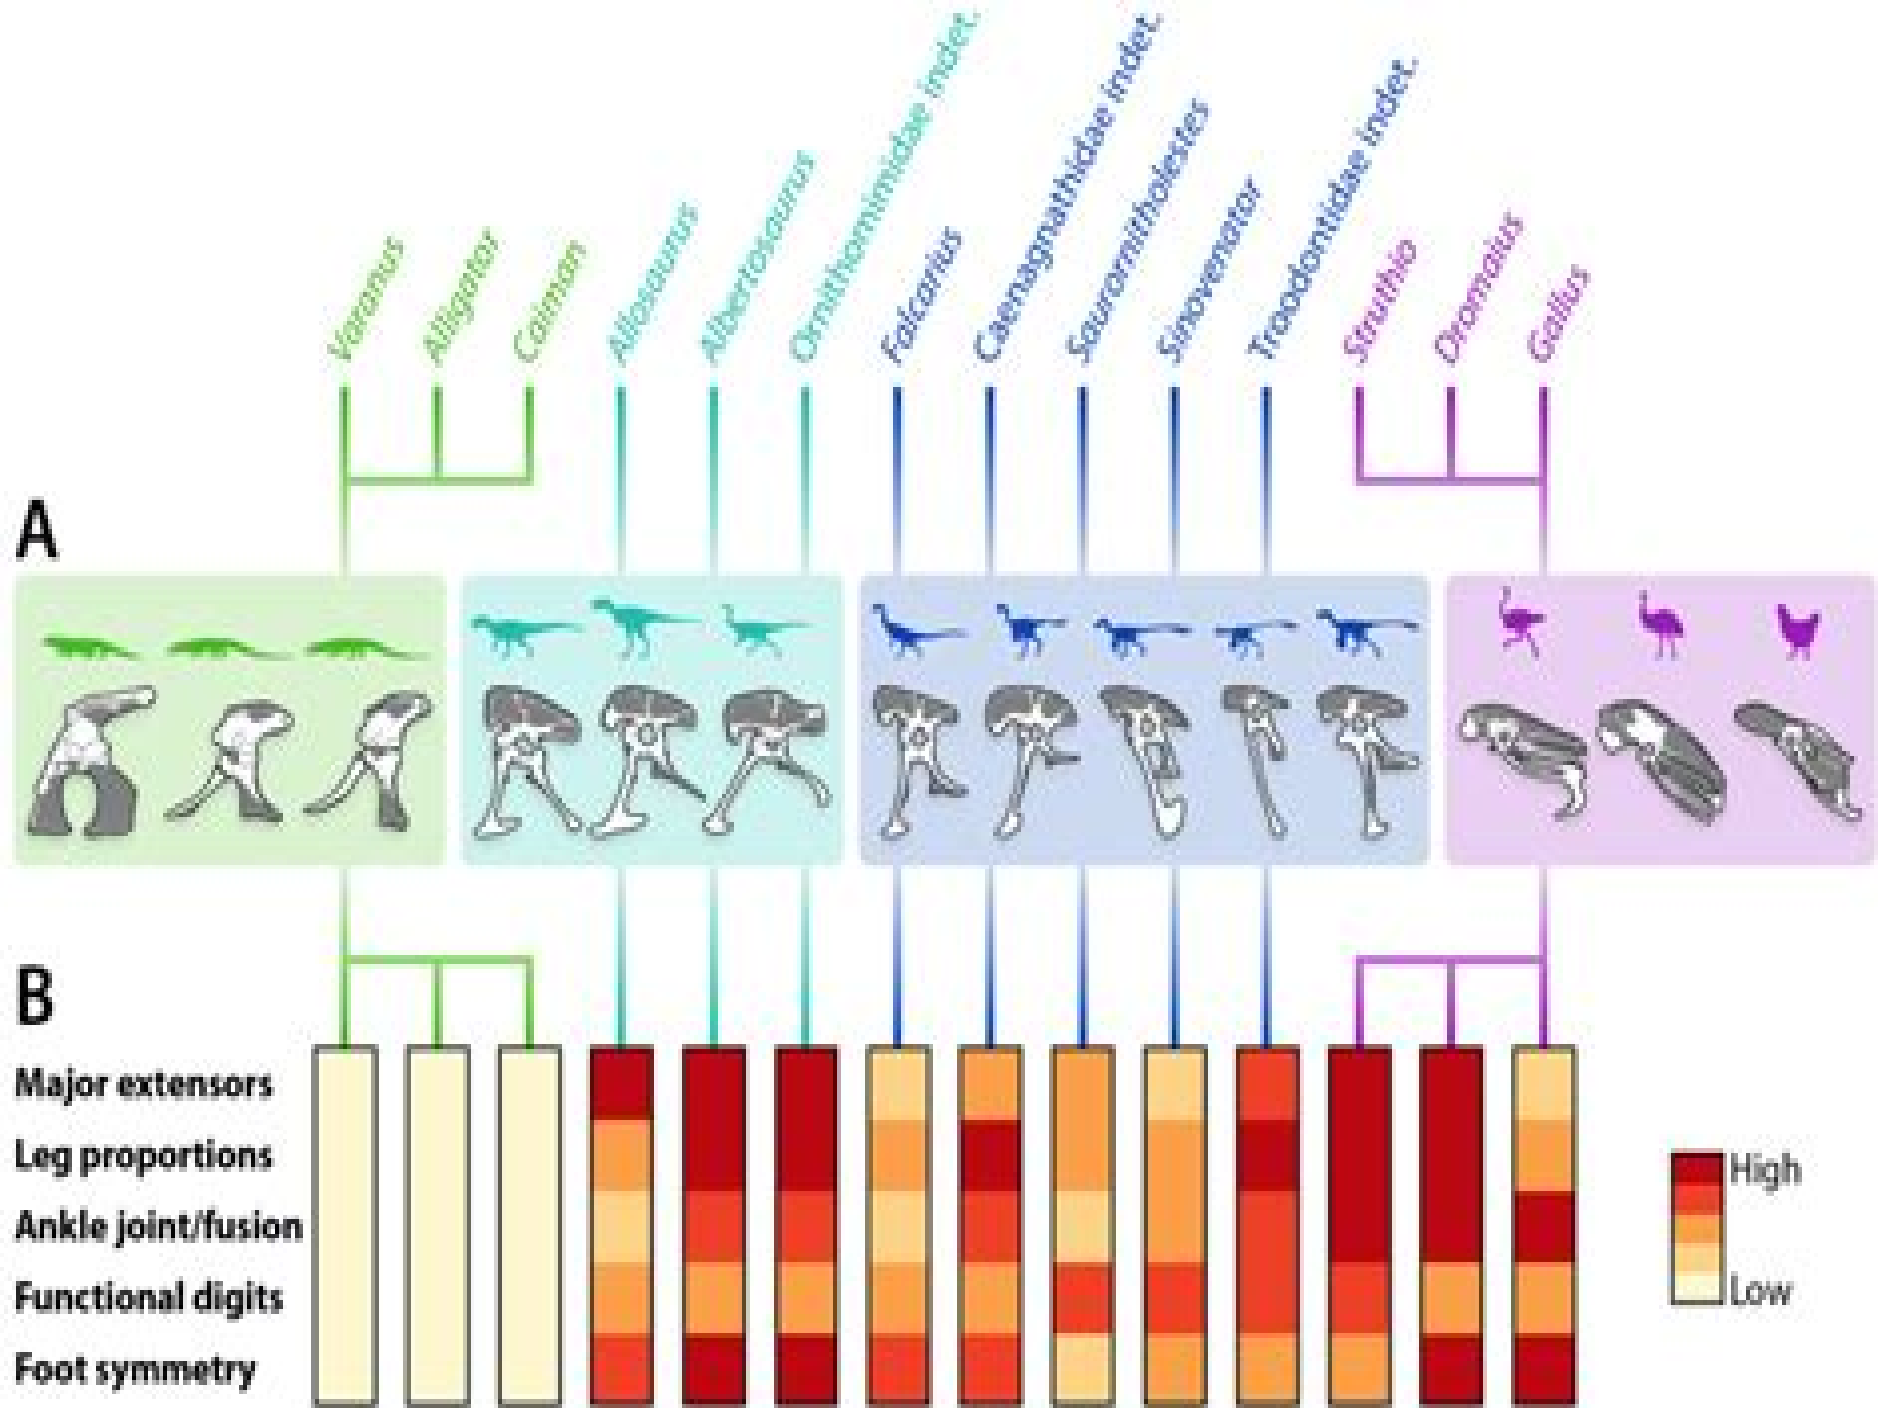 Varanus
Alligator
Caiman
Allosaurus
Albertosaurus
Ornithomimidae indet.
Falcarius
Caenagnathidae indet.
Saurornitholestes
Sinovenator
Troodontidae indet.
Struthio
Dromaius
Gallus
A
B
Major extensors
Leg proportions
Ankle joint/fusion
Functional digits
Foot symmetry
High
Low